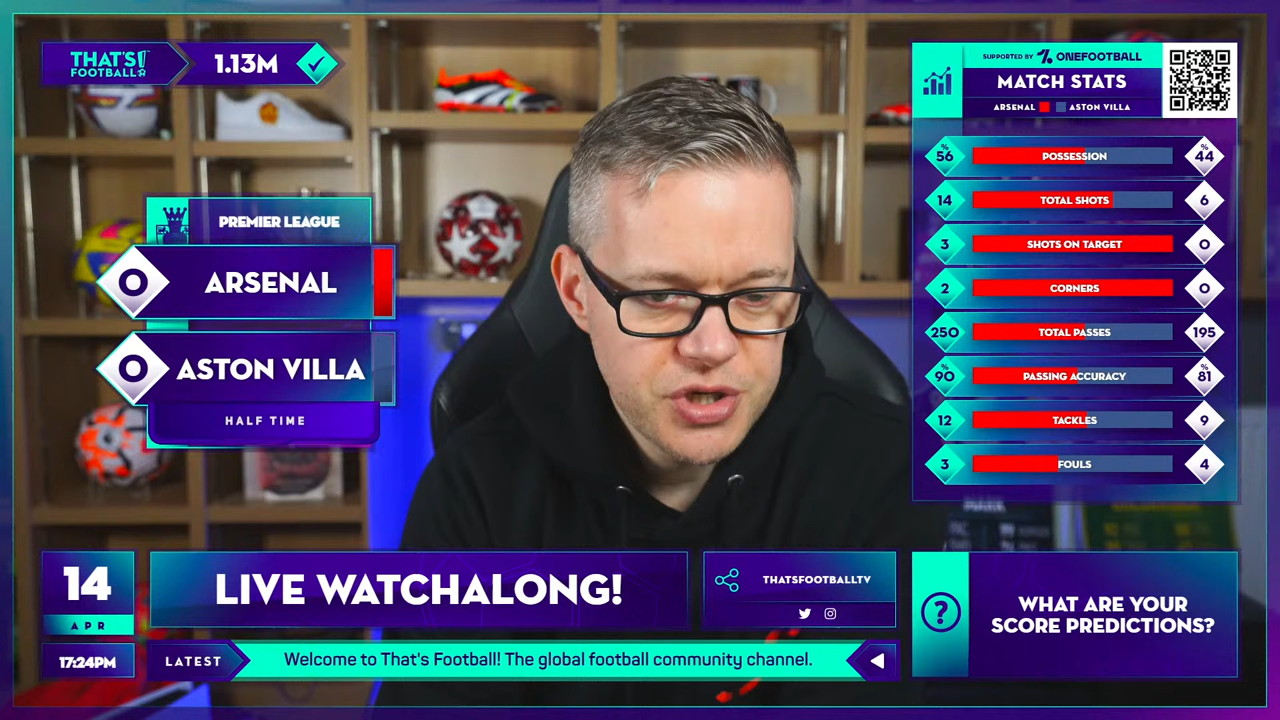 THAT'S
FOOTBALL
1.13M
PREMIER LEAGUE
0 ARSENAL
0 ASTON VILLA
HALF TIME
SUPPORTED BY ONEFOOTBALL
MATCH STATS
ARSENAL ASTON VILLA
% 56 POSSESSION % 44
14 TOTAL SHOTS 6
3 SHOTS ON TARGET 0
2 CORNERS 0
250 TOTAL PASSES 195
% 90 PASSING ACCURACY % 81
12 TACKLES 9
3 FOULS 4
14
APR
17:24PM
LIVE WATCHALONG!
THATSFOOTBALLTV
LATEST
Welcome to That's Football! The global football community channel.
?
WHAT ARE YOUR
SCORE PREDICTIONS?